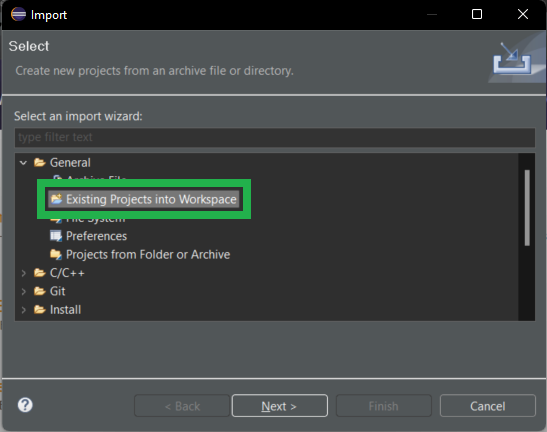 Import
Select
Create new projects from an archive file or directory.
Select an import wizard:
type filter text
General
Archive File
Existing Projects into Workspace
File System
Preferences
Projects from Folder or Archive
C/C++
Git
Install
?
< Back
Next >
Finish
Cancel